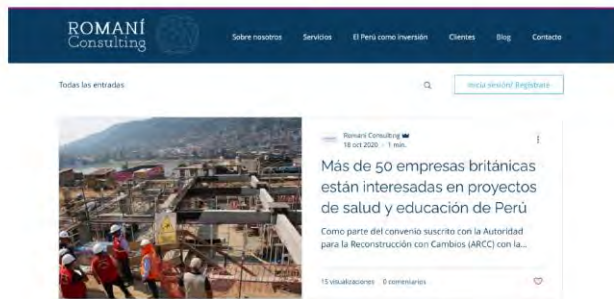 ROMANÍ
Consulting
Sobre nosotros Servicios El Perú como inversión Clientes Blog Contacto
Todas las entradas
Inicia sesión/ Regístrate
Romaní Consulting
18 oct 2020 · 1 min.
Más de 50 empresas británicas
están interesadas en proyectos
de salud y educación de Perú
Como parte del convenio suscrito con la Autoridad
para la Reconstrucción con Cambios (ARCC) con la...
15 visualizaciones 0 comentarios